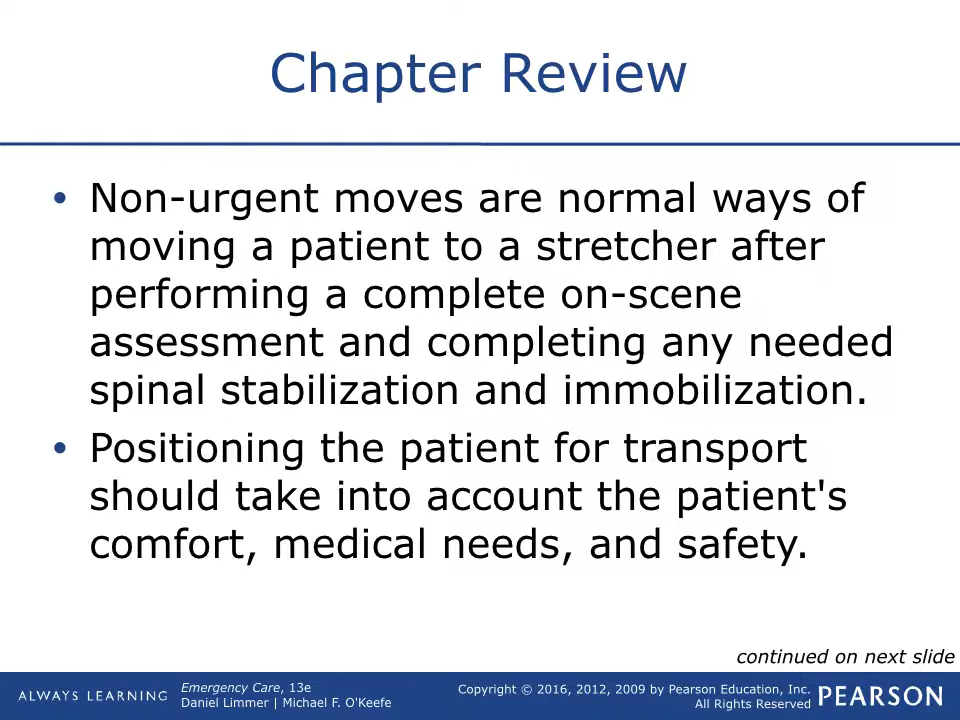 Chapter Review
• Non-urgent moves are normal ways of
moving a patient to a stretcher after
performing a complete on-scene
assessment and completing any needed
spinal stabilization and immobilization.
• Positioning the patient for transport
should take into account the patient's
comfort, medical needs, and safety.
continued on next slide
ALWAYS LEARNING
Emergency Care, 13e
Daniel Limmer | Michael F. O'Keefe
Copyright © 2016, 2012, 2009 by Pearson Education, Inc.
All Rights Reserved
PEARSON